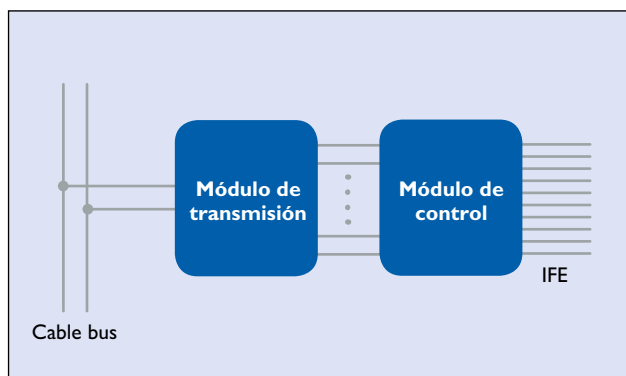 Módulo de
transmisión
Módulo de
control
IFE
Cable bus